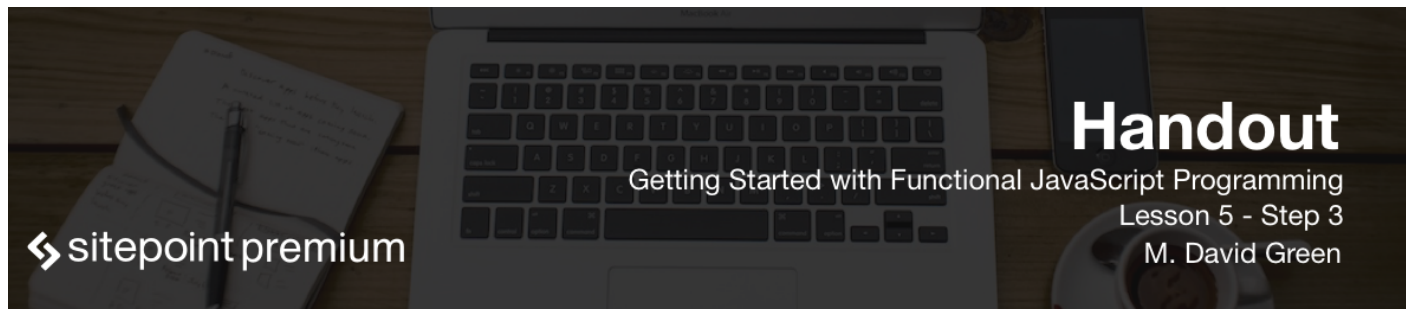 Handout
Getting Started with Functional JavaScript Programming
Lesson 5 - Step 3
sitepoint premium
M. David Green